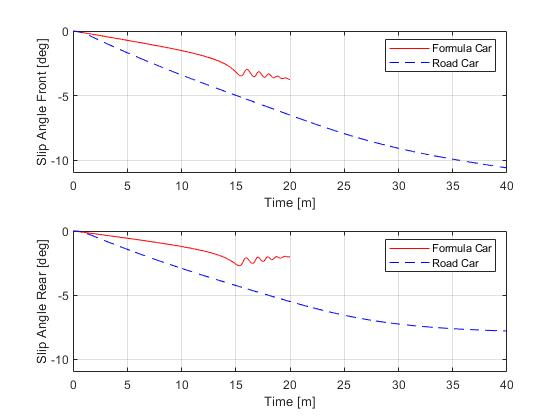 0
-5
-10
Slip Angle Front [deg]
Formula Car
Road Car
0 5 10 15 20 25 30 35 40
Time [m]
0
-5
-10
Slip Angle Rear [deg]
Formula Car
Road Car
0 5 10 15 20 25 30 35 40
Time [m]